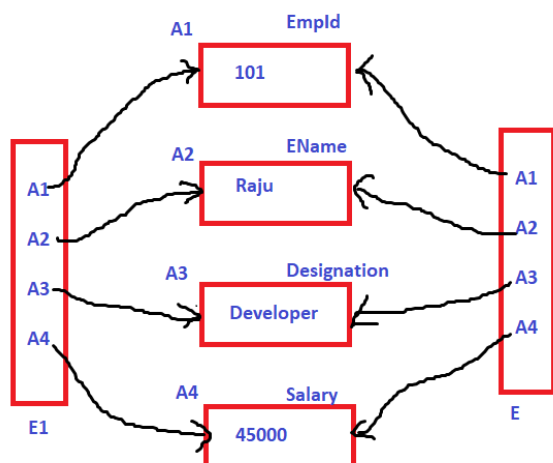 A1 EmpId
101
A2 EName
Raju
A3 Designation
Developer
A4 Salary
45000
A1
A2
A3
A4
E1
A1
A2
A3
A4
E